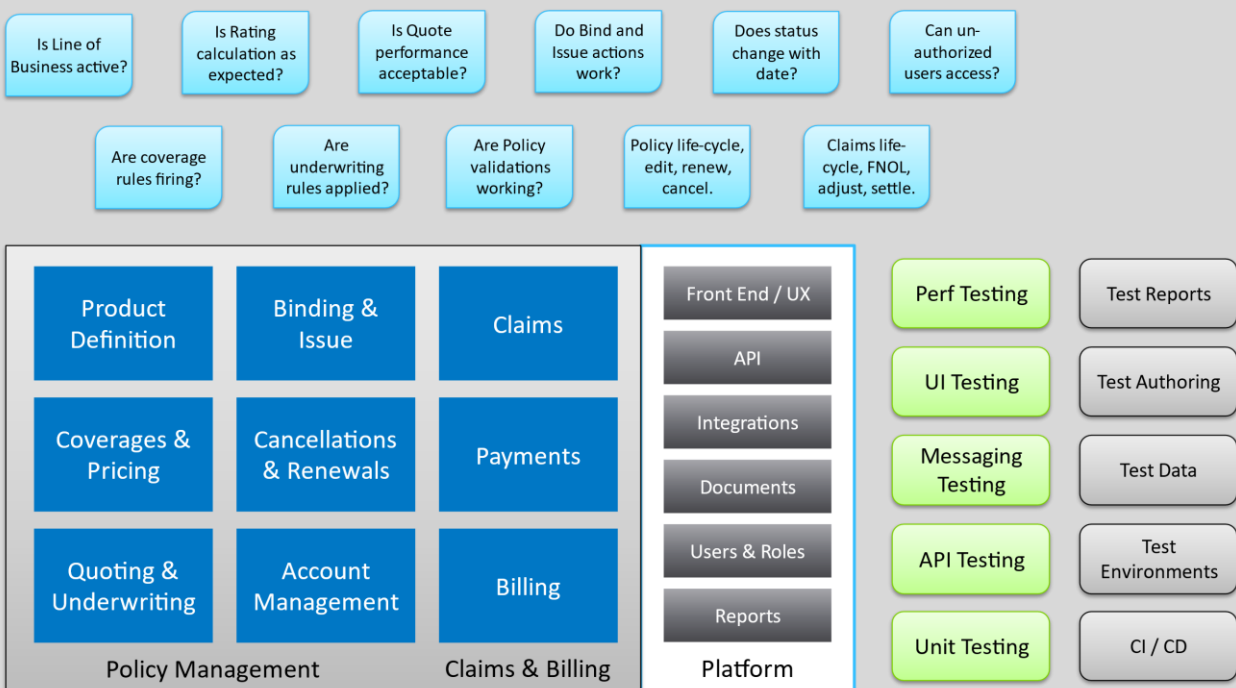 Is Line of
Business active?
Is Rating
calculation as
expected?
Is Quote
performance
acceptable?
Do Bind and
Issue actions
work?
Does status
change with
date?
Can un-
authorized
users access?
Are coverage
rules firing?
Are
underwriting
rules applied?
Are Policy
validations
working?
Policy life-cycle,
edit, renew,
cancel.
Claims life-
cycle, FNOL,
adjust, settle.
Product
Definition
Binding &
Issue
Claims
Coverages &
Pricing
Cancellations
& Renewals
Payments
Quoting &
Underwriting
Account
Management
Billing
Policy Management
Claims & Billing
Front End / UX
API
Integrations
Documents
Users & Roles
Reports
Platform
Perf Testing
UI Testing
Messaging
Testing
API Testing
Unit Testing
Test Reports
Test Authoring
Test Data
Test
Environments
CI / CD